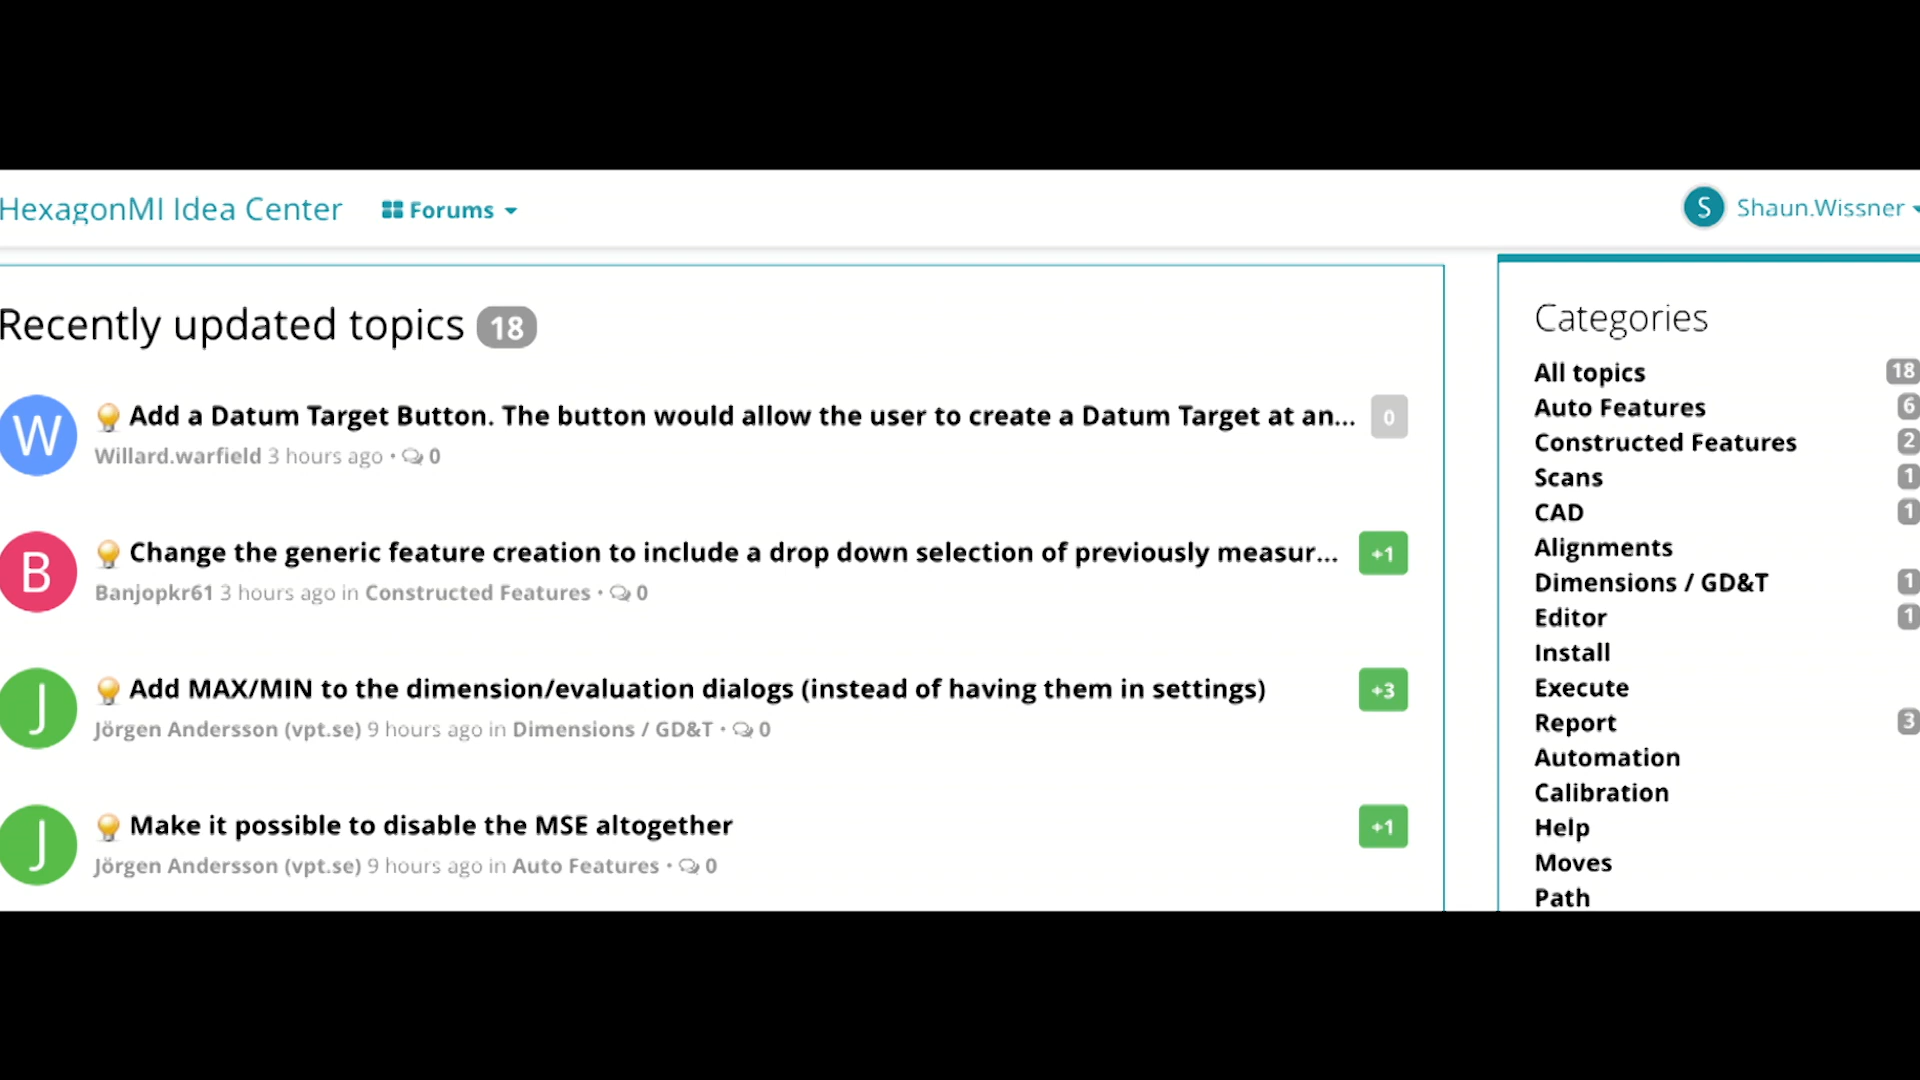 HexagonMI Idea Center Forums
S Shaun.Wissner
Recently updated topics 18
W
Add a Datum Target Button. The button would allow the user to create a Datum Target at an... 0
Willard.warfield 3 hours ago • 0
B
Change the generic feature creation to include a drop down selection of previously measur... +1
Banjopkr61 3 hours ago in Constructed Features • 0
J
Add MAX/MIN to the dimension/evaluation dialogs (instead of having them in settings) +3
Jörgen Andersson (vpt.se) 9 hours ago in Dimensions / GD&T • 0
J
Make it possible to disable the MSE altogether +1
Jörgen Andersson (vpt.se) 9 hours ago in Auto Features • 0
Categories
All topics 18
Auto Features 6
Constructed Features 2
Scans 1
CAD 1
Alignments
Dimensions / GD&T 1
Editor 1
Install
Execute
Report 3
Automation
Calibration
Help
Moves
Path